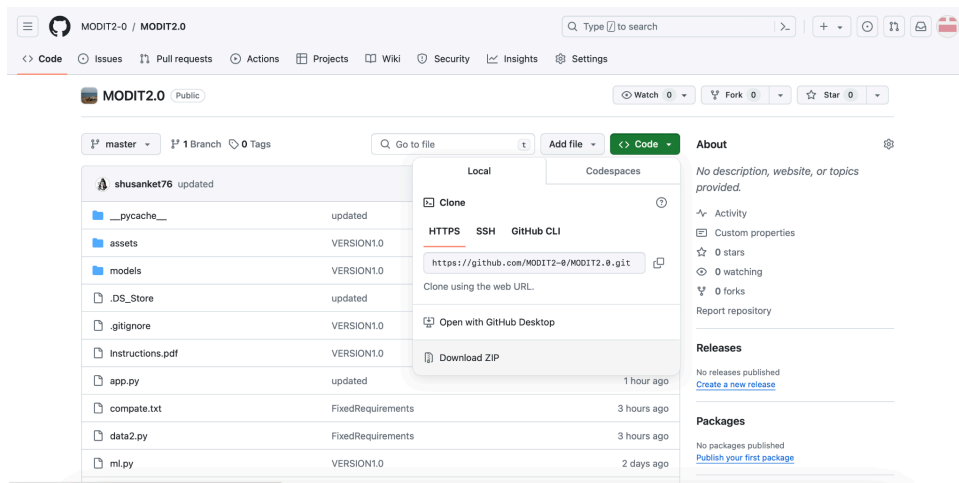 MODIT2-0 / MODIT2.0
Type / to search
Code Issues Pull requests Actions Projects Wiki Security Insights Settings
MODIT2.0 Public
Watch 0 Fork 0 Star 0
master 1 Branch 0 Tags Go to file t Add file Code
shusanket76 updated
__pycache__ updated
assets VERSION1.0
models VERSION1.0
.DS_Store updated
.gitignore VERSION1.0
Instructions.pdf VERSION1.0
app.py updated 1 hour ago
compate.txt FixedRequirements 3 hours ago
data2.py FixedRequirements 3 hours ago
ml.py VERSION1.0 2 days ago
Local Codespaces
Clone
HTTPS SSH GitHub CLI
https://github.com/MODIT2-0/MODIT2.0.git
Clone using the web URL.
Open with GitHub Desktop
Download ZIP
About
No description, website, or topics
provided.
Activity
Custom properties
0 stars
0 watching
0 forks
Report repository
Releases
No releases published
Create a new release
Packages
No packages published
Publish your first package